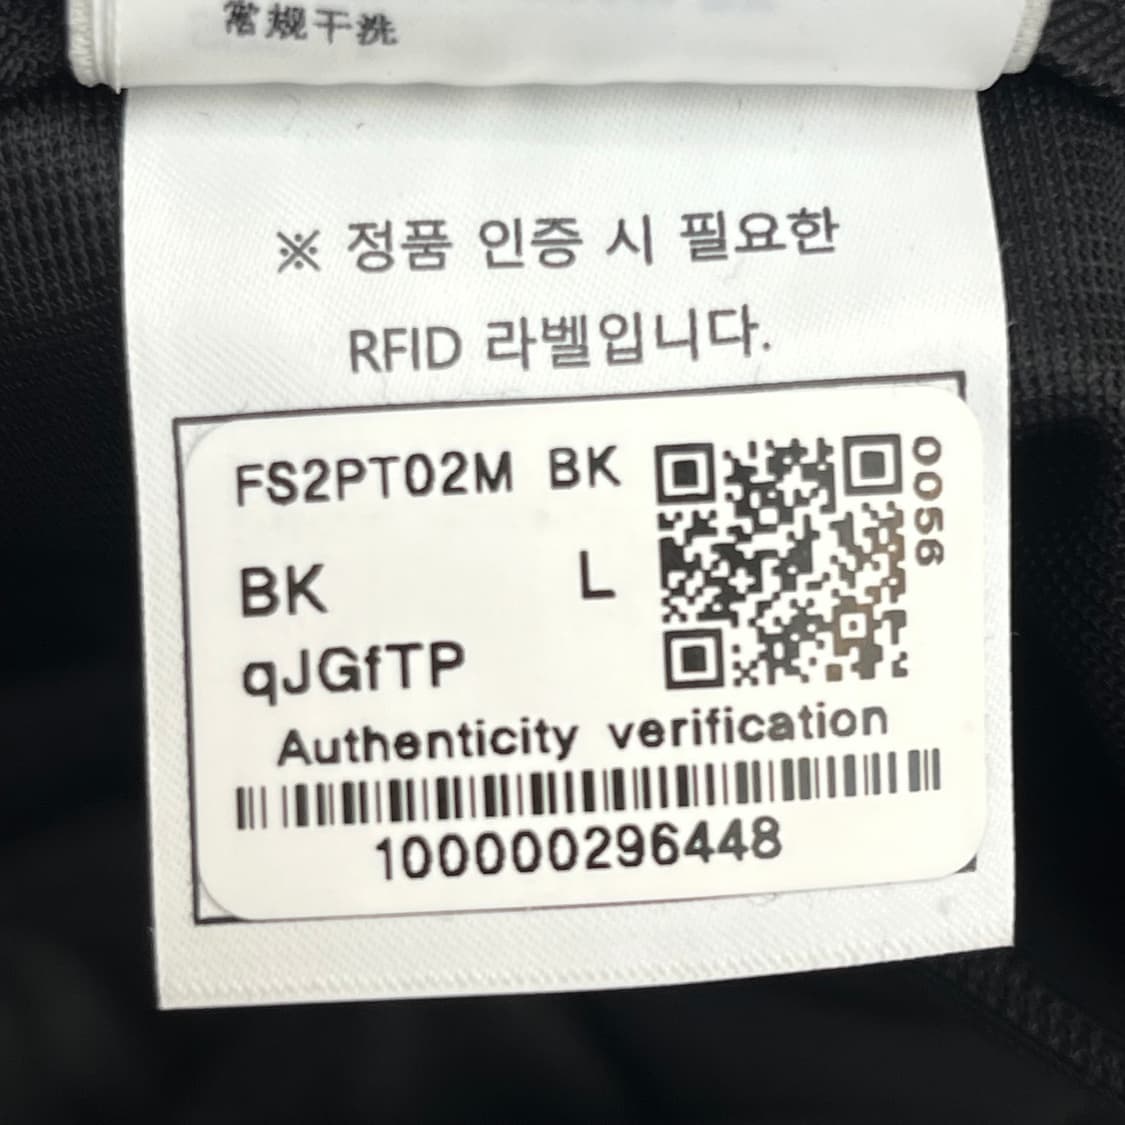 常规干洗
※ 정품 인증 시 필요한
RFID 라벨입니다.
FS2PT02M BK
0056
BK L
qJGfTP
Authenticity verification
100000296448